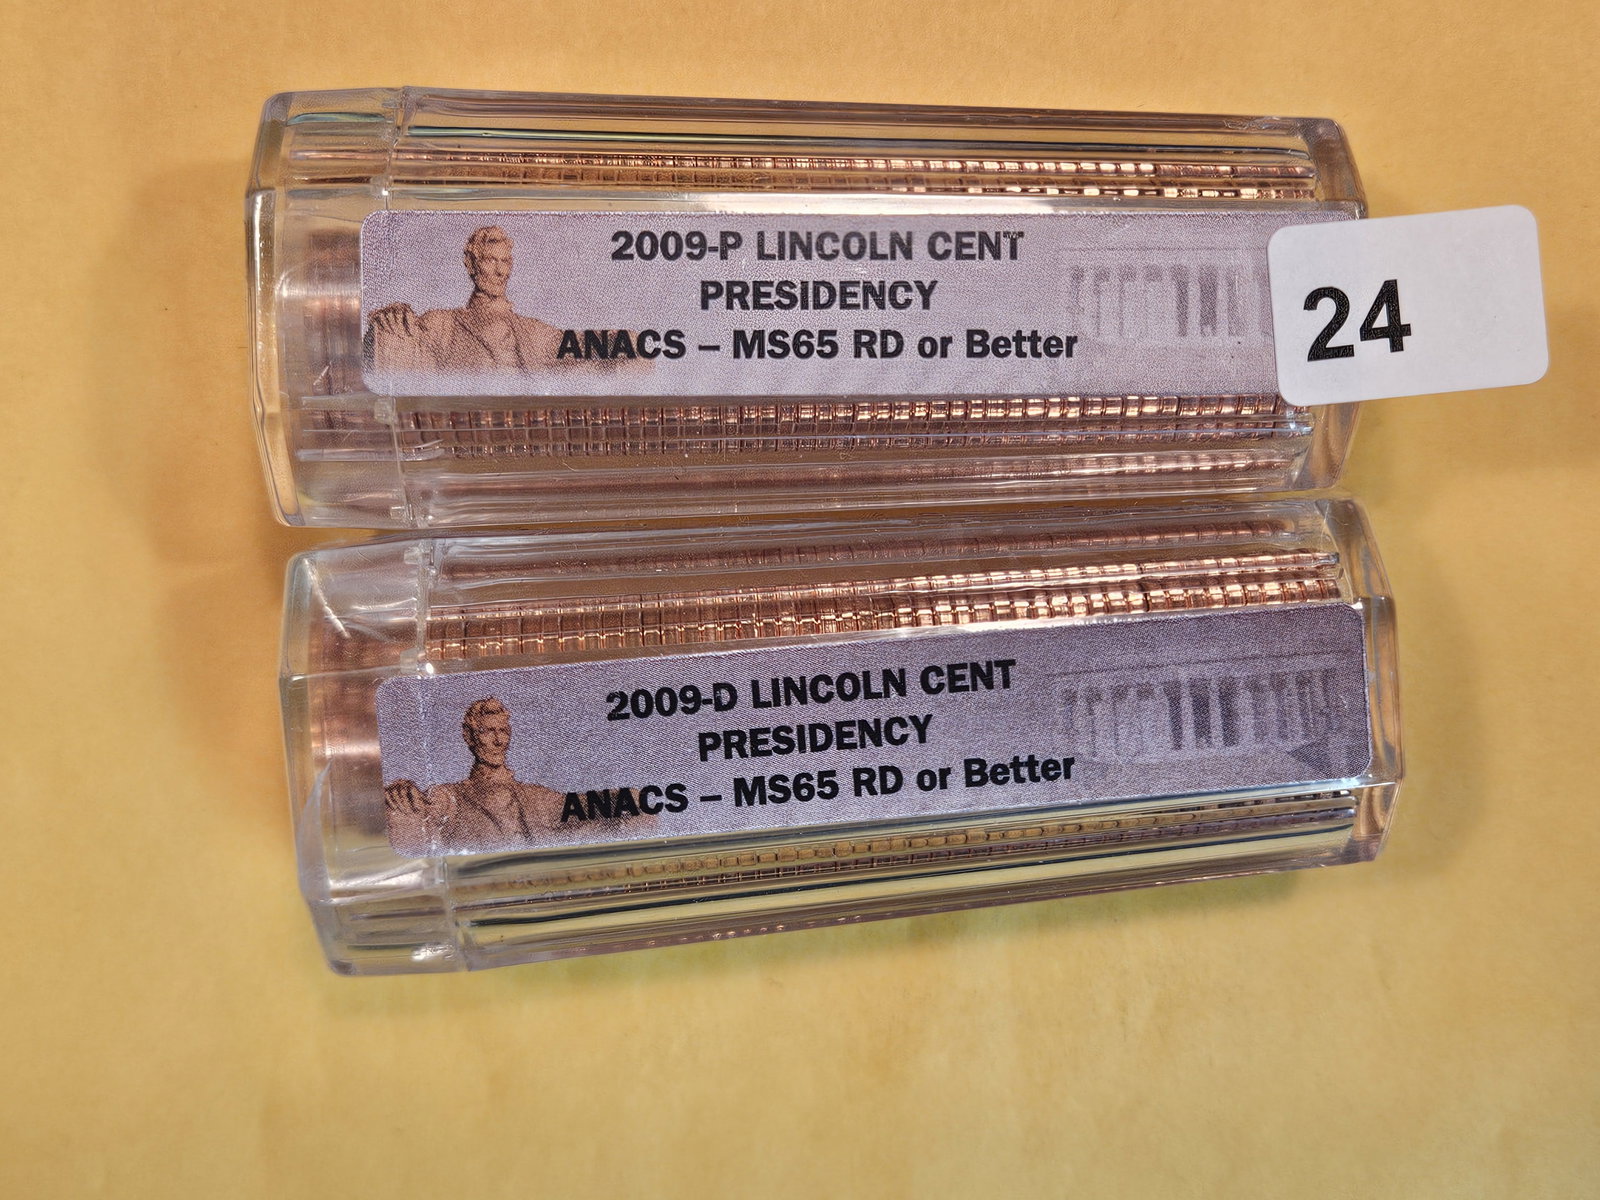 2009-P LINCOLN CENT
PRESIDENCY
ANACS – MS65 RD or Better
24
2009-D LINCOLN CENT
PRESIDENCY
ANACS – MS65 RD or Better